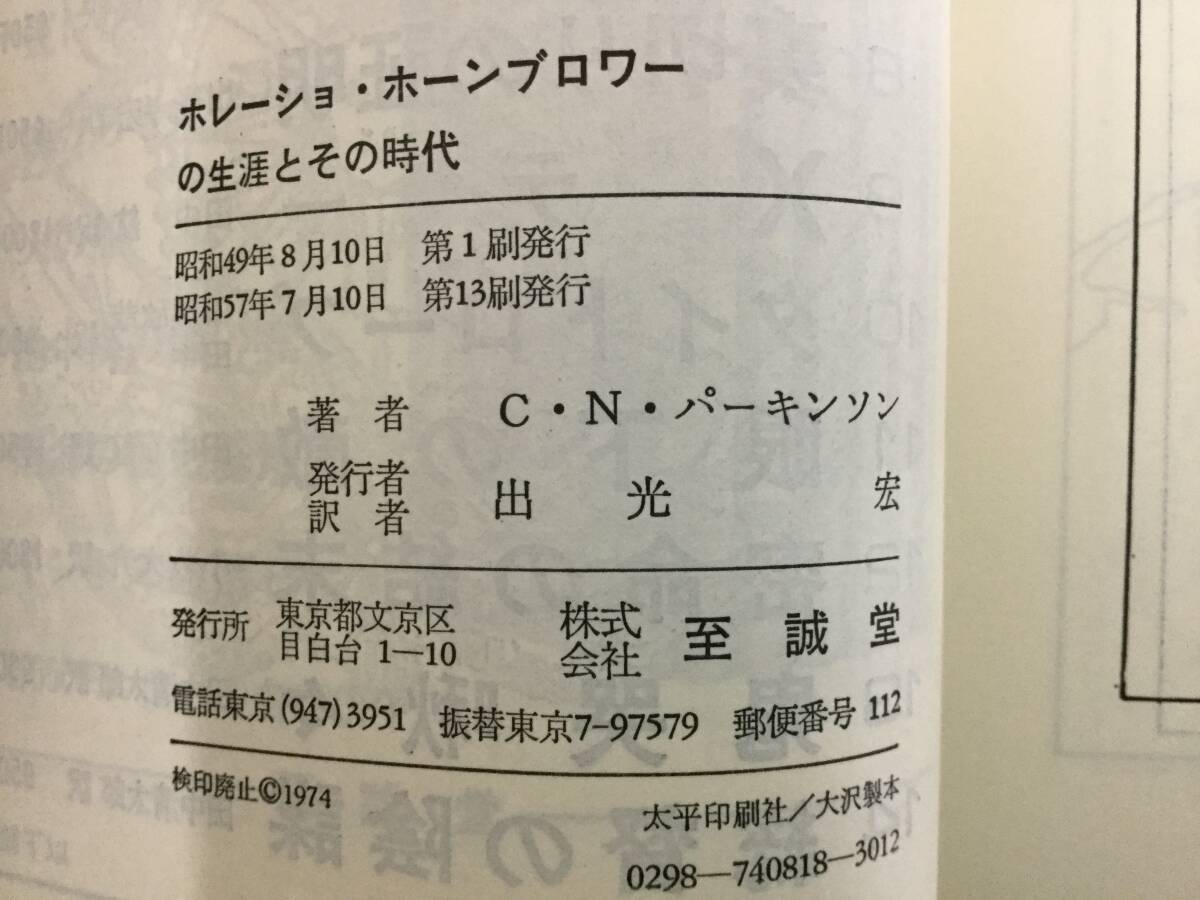 ホレーショ・ホーンブロワー
の生涯とその時代
昭和49年8月10日 第1刷発行
昭和57年7月10日 第13刷発行
著者 C・N・パーキンソン
発行者
訳者 出光宏
発行所 東京都文京区
目白台 1—10
株式
会社 至誠堂
電話東京(947)3951 振替東京7-97579 郵便番号 112
検印廃止©1974
太平印刷社/大沢製本
0298—740818—3012